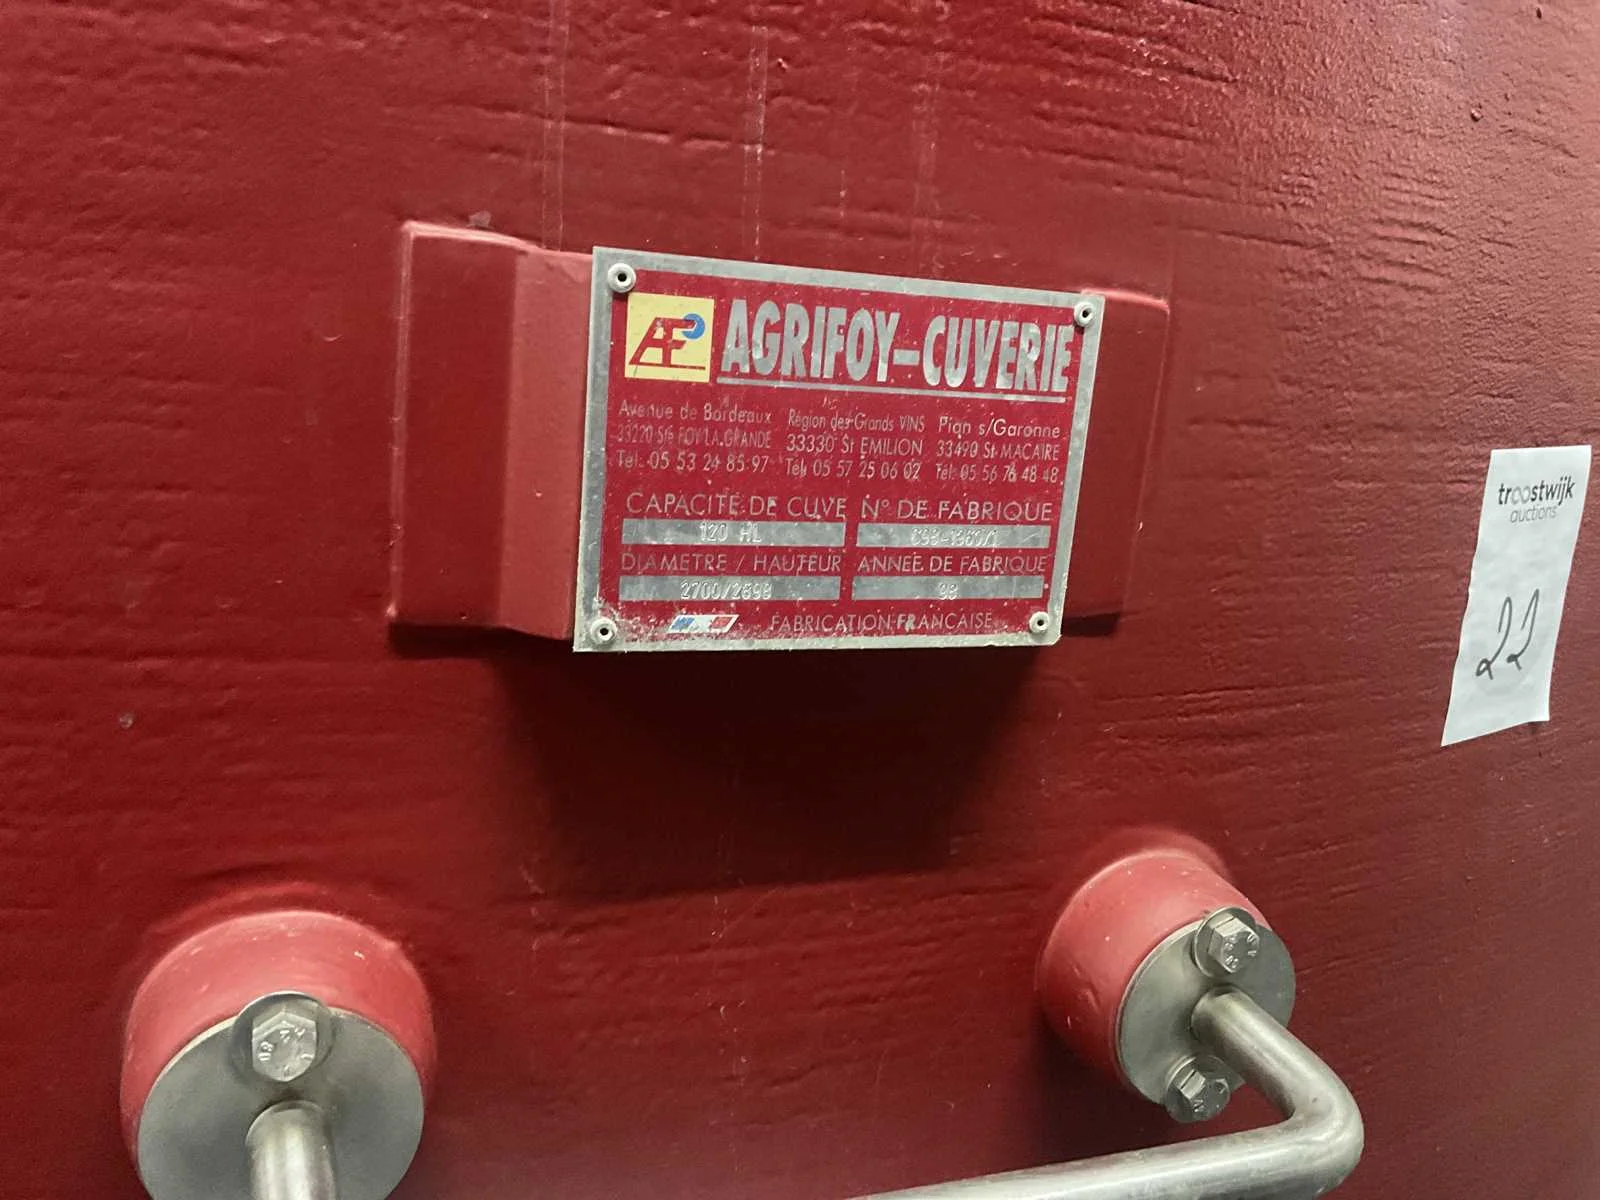 AF
AGRIFOY-CUVERIE
Avenue de Bordeaux
33220 Ste FOY LA GRANDE
Tél. 05 53 24 85 97
Région des Grands VINS
33330 St EMILION
Tél. 05 57 25 06 02
Pian s/Garonne
33490 St MACAIRE
Tél. 05 56 76 48 48
CAPACITÉ DE CUVE
120 HL
N° DE FABRIQUE
DIAMETRE / HAUTEUR
2700/2698
ANNEE DE FABRIQUE
98
FABRICATION FRANCAISE
troostwijk
auctions
22